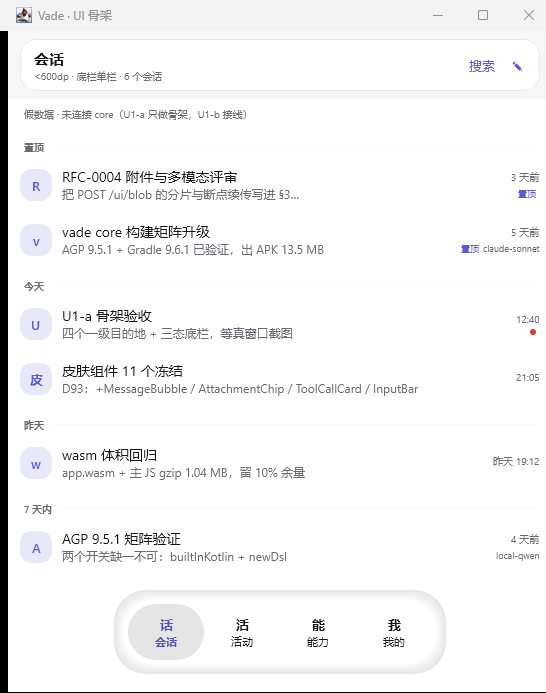 Vade · UI 骨架
会话
<600dp · 底栏单栏 · 6 个会话
搜索
假数据 · 未连接 core（U1-a 只做骨架，U1-b 接线）
置顶
R
RFC-0004 附件与多模态评审
3 天前
把 POST /ui/blob 的分片与断点续传写进 §3...
置顶
v
vade core 构建矩阵升级
5 天前
AGP 9.5.1 + Gradle 9.6.1 已验证，出 APK 13.5 MB
置顶 claude-sonnet
今天
U
U1-a 骨架验收
12:40
四个一级目的地 + 三态底栏，等真窗口截图
皮
皮肤组件 11 个冻结
21:05
D93：+MessageBubble / AttachmentChip / ToolCallCard / InputBar
昨天
w
wasm 体积回归
昨天 19:12
app.wasm + 主 JS gzip 1.04 MB，留 10% 余量
7 天内
A
AGP 9.5.1 矩阵验证
4 天前
两个开关缺一不可：builtInKotlin + newDsl
local-qwen
话 活 能 我
会话 活动 能力 我的